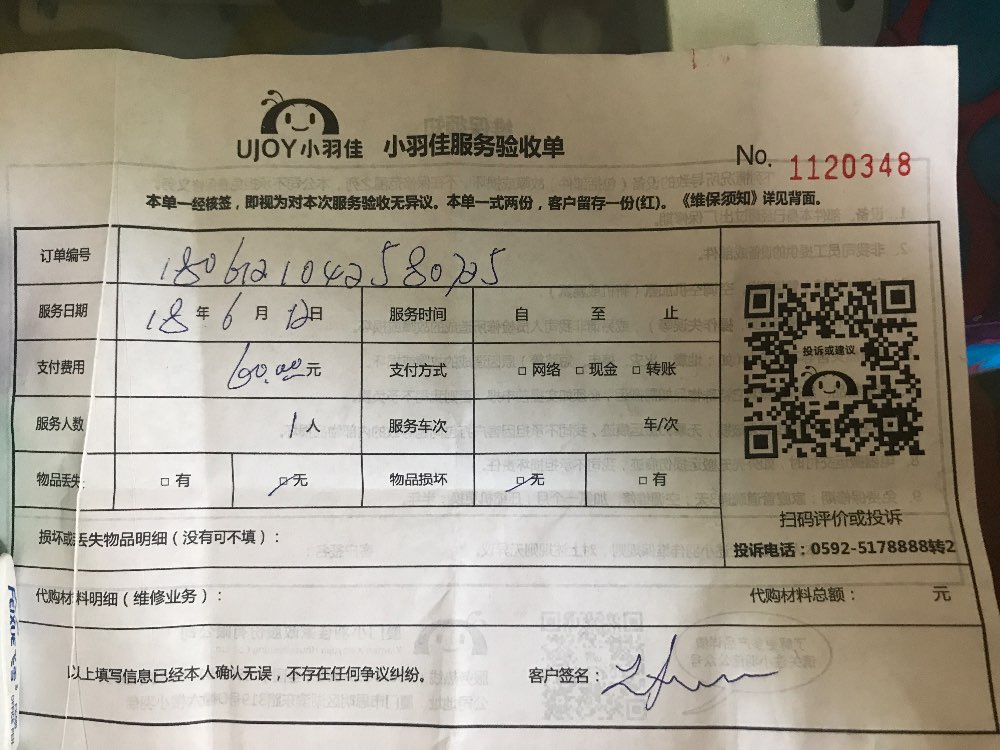 UJOY小羽佳 小羽佳服务验收单
No. 1120348
本单一经核签，即视为对本次服务验收无异议。本单一式两份，客户留存一份(红)。《维保须知》详见背面。
订单编号 1806121042580725
服务日期 18 年 6 月 12日 服务时间 自 至 止
支付费用 60.00元 支付方式 □ 网络 □ 现金 □ 转账
服务人数 1 人 服务车次 车/次
物品丢失: □ 有 □无 物品损坏 □ 无 □ 有
投诉或建议
扫码评价或投诉
投诉电话：0592-5178888转2
损坏或丢失物品明细（没有可不填）：
代购材料明细（维修业务）： 代购材料总额： 元
以上填写信息已经本人确认无误，不存在任何争议纠纷。 客户签名：